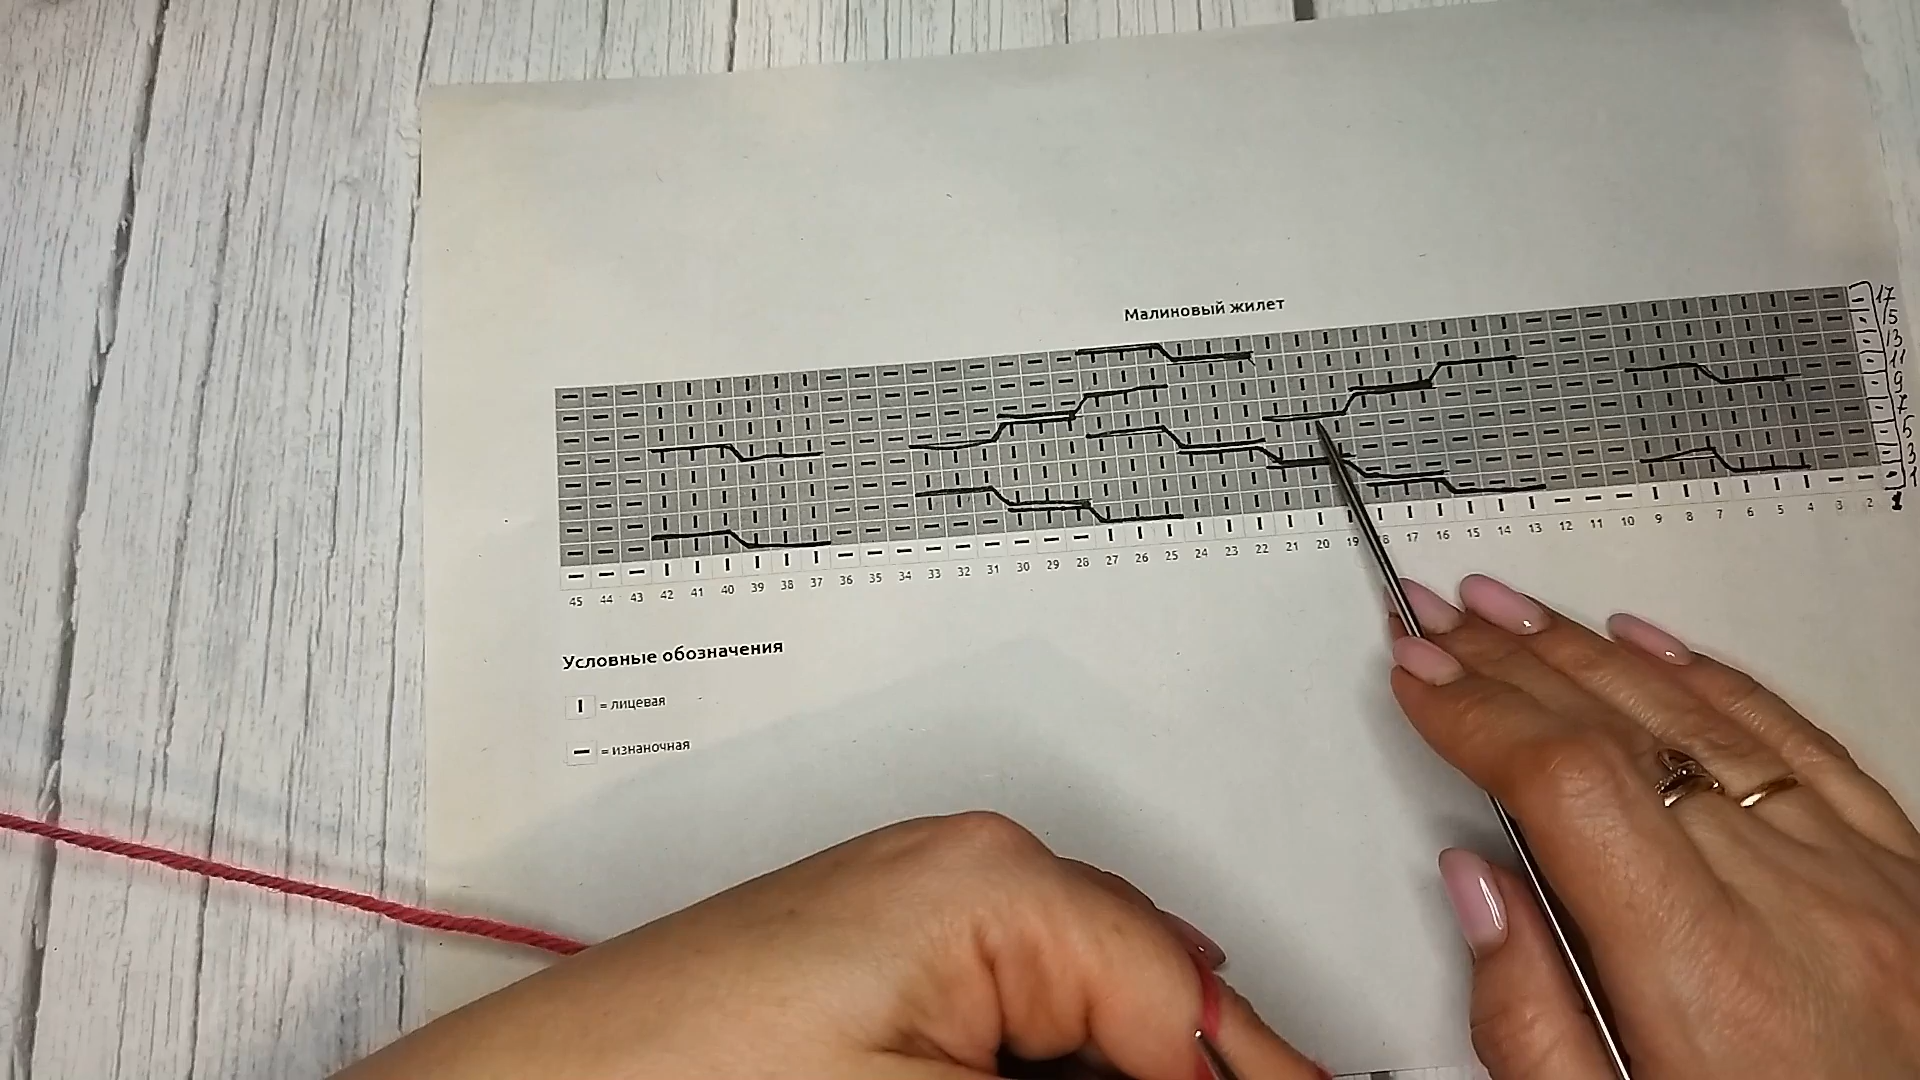 Малиновый жилет
17
15
13
11
9
7
5
3
1
45 44 43 42 41 40 39 38 37 36 35 34 33 32 31 30 29 28 27 26 25 24 23 22 21 20 19 18 17 16 15 14 13 12 11 10 9 8 7 6 5 4 3 2 1
Условные обозначения
= лицевая
= изнаночная